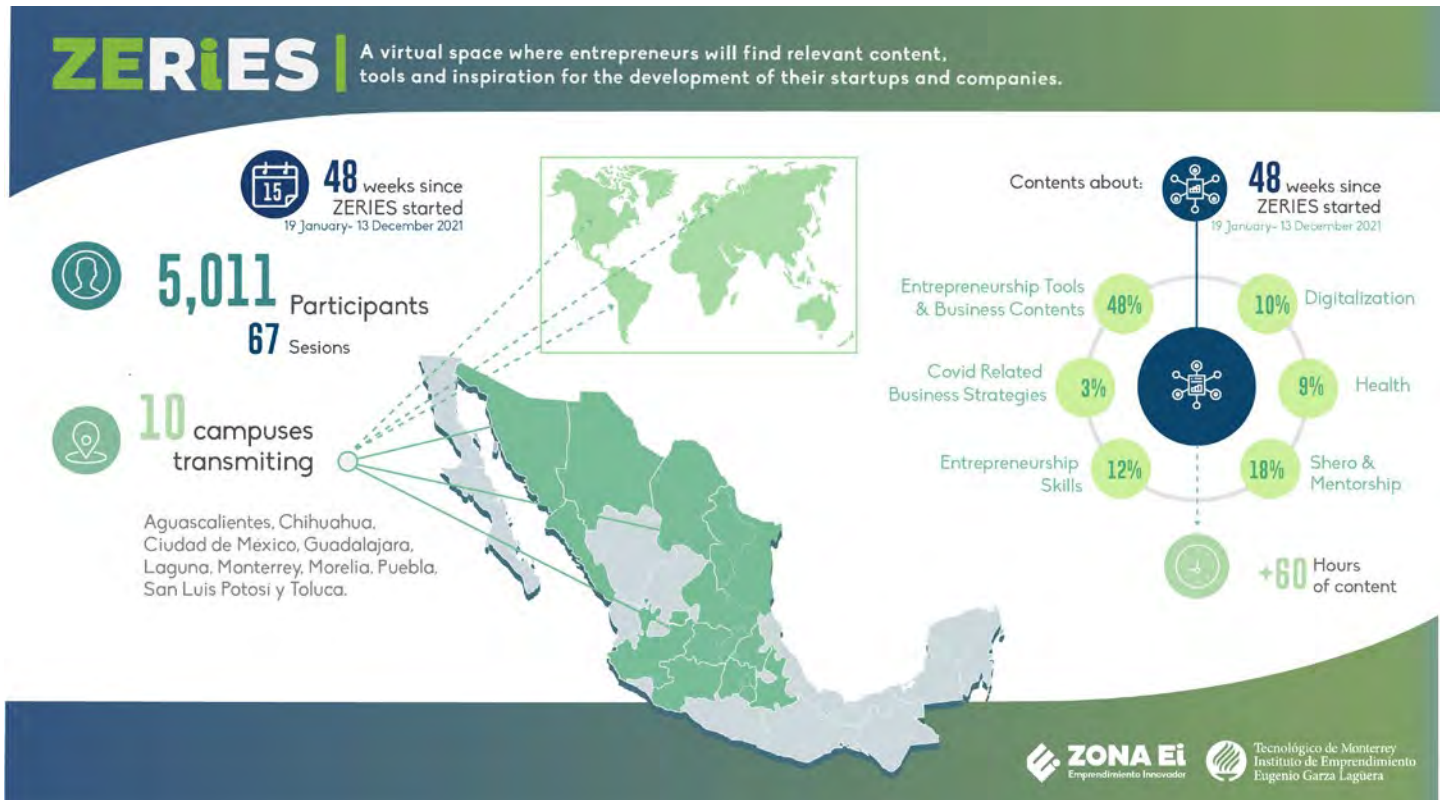 ZERiES
A virtual space where entrepreneurs will find relevant content,
tools and inspiration for the development of their startups and companies.
15
48 weeks since
ZERIES started
19 January- 13 December 2021
5,011 Participants
67 Sesions
10 campuses
transmiting
Aguascalientes, Chihuahua,
Ciudad de México, Guadalajara,
Laguna, Monterrey, Morelia, Puebla,
San Luis Potosí y Toluca.
Contents about:
48 weeks since
ZERIES started
19 January- 13 December 2021
Entrepreneurship Tools
& Business Contents
48%
10%
Digitalization
Covid Related
Business Strategies
3%
9%
Health
Entrepreneurship
Skills
12%
18%
Shero &
Mentorship
+60 Hours
of content
ZONA Ei
Emprendimiento Innovador
Tecnológico de Monterrey
Instituto de Emprendimiento
Eugenio Garza Lagüera